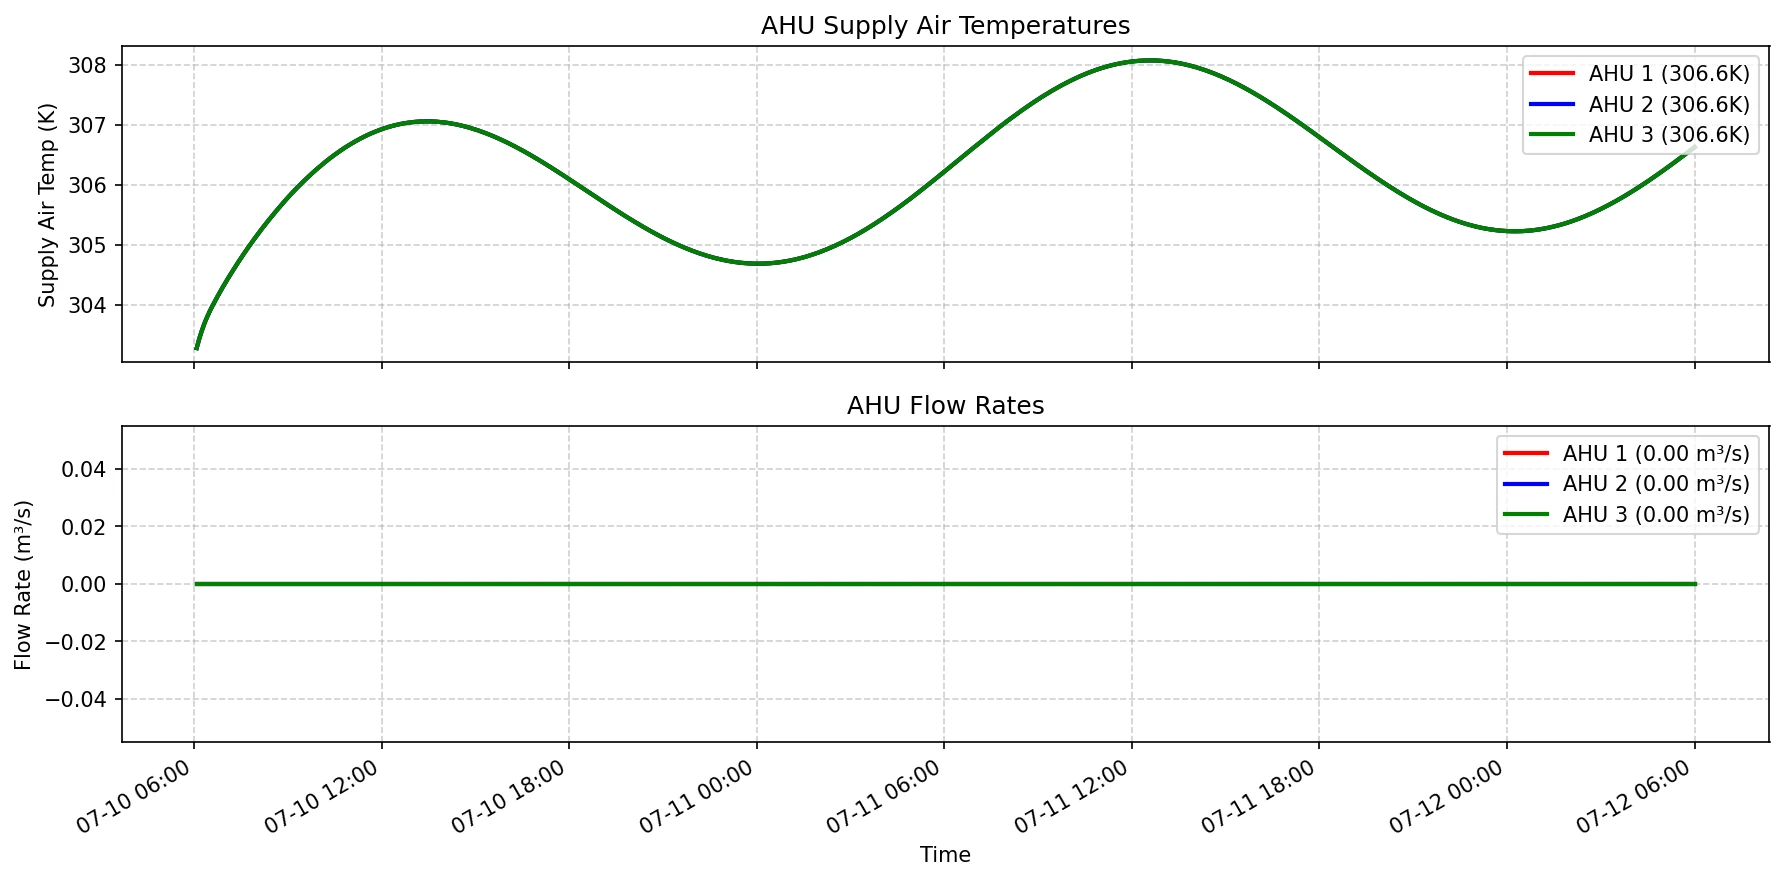 AHU Supply Air Temperatures
Supply Air Temp (K)
308
307
306
305
304
AHU 1 (306.6K)
AHU 2 (306.6K)
AHU 3 (306.6K)
AHU Flow Rates
Flow Rate (m³/s)
0.04
0.02
0.00
−0.02
−0.04
AHU 1 (0.00 m³/s)
AHU 2 (0.00 m³/s)
AHU 3 (0.00 m³/s)
07-10 06:00
07-10 12:00
07-10 18:00
07-11 00:00
07-11 06:00
07-11 12:00
07-11 18:00
07-12 00:00
07-12 06:00
Time